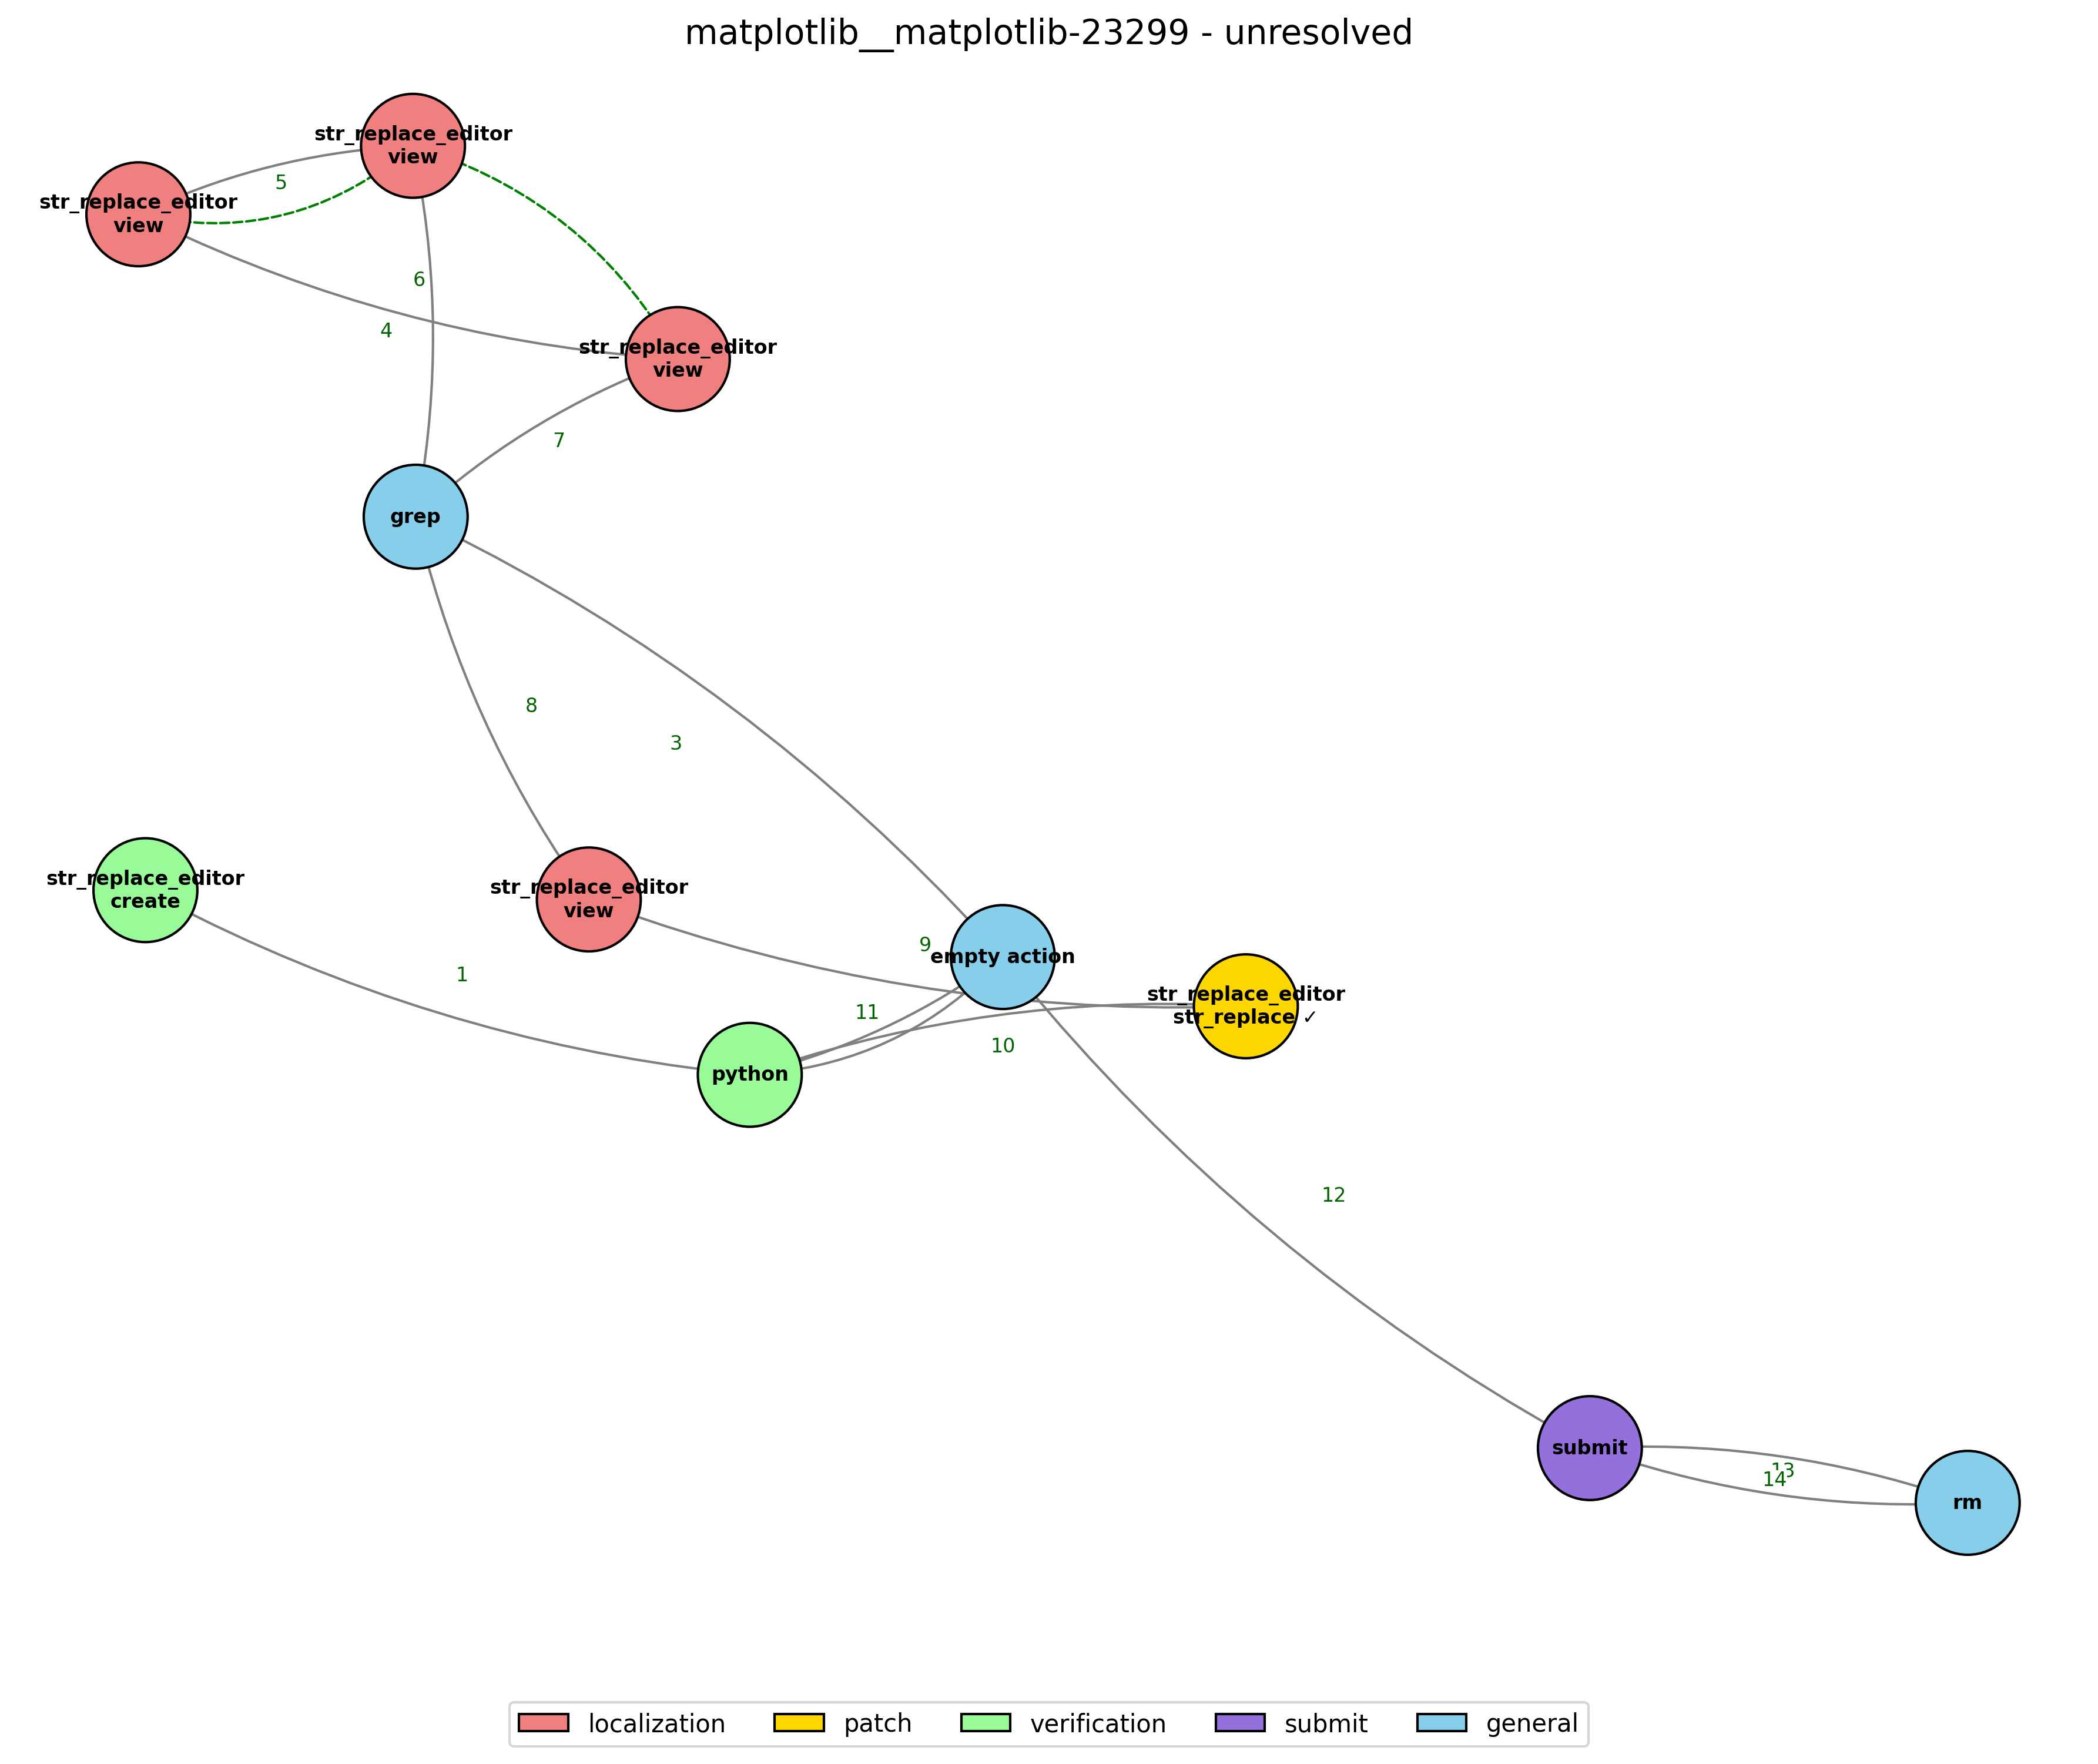 matplotlib__matplotlib-23299 - unresolved
str_replace_editor
view
str_replace_editor
view
5
6
4
str_replace_editor
view
7
grep
8
3
str_replace_editor
create
str_replace_editor
view
1
9
empty action
11
10
str_replace_editor
str_replace ✓
python
12
submit
13
14
rm
localization
patch
verification
submit
general